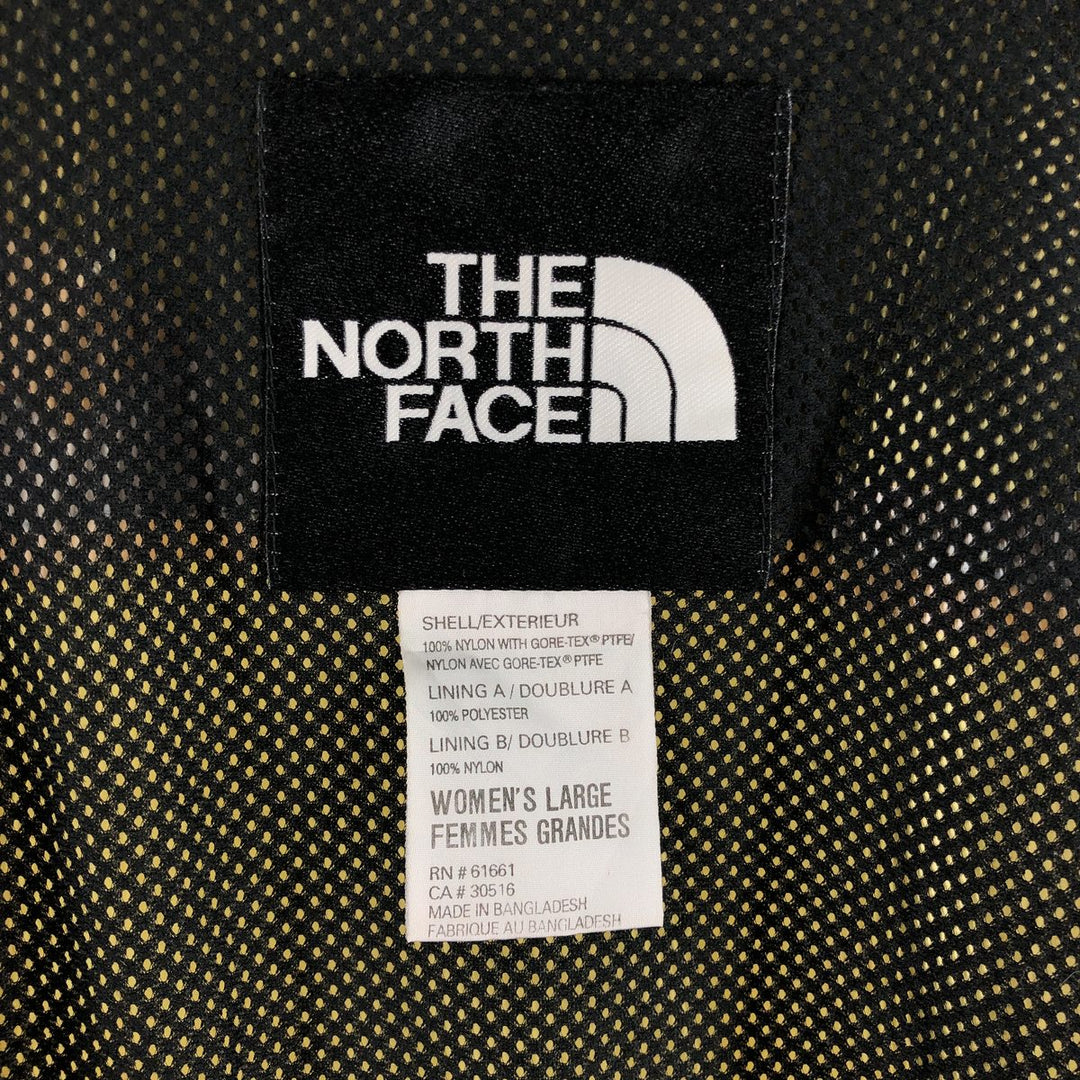 THE
NORTH
FACE
SHELL/EXTERIEUR
100% NYLON WITH GORE-TEX® PTFE/
NYLON AVEC GORE-TEX® PTFE
LINING A / DOUBLURE A
100% POLYESTER
LINING B/ DOUBLURE B
100% NYLON
WOMEN'S LARGE
FEMMES GRANDES
RN # 61661
CA # 30516
MADE IN BANGLADESH
FABRIQUE AU BANGLADESH